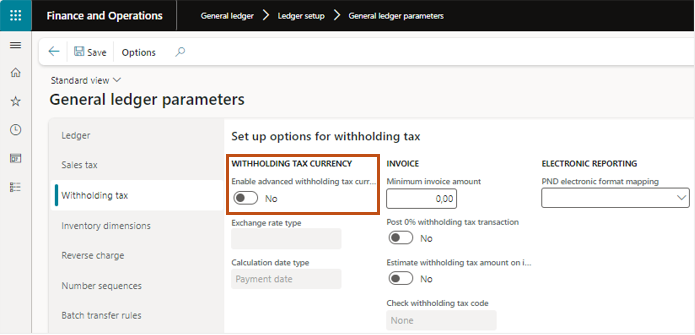 Finance and Operations
General ledger
Ledger setup
General ledger parameters
Save
Options
Standard view
General ledger parameters
Ledger
Sales tax
Withholding tax
Inventory dimensions
Reverse charge
Number sequences
Batch transfer rules
Set up options for withholding tax
WITHHOLDING TAX CURRENCY
Enable advanced withholding tax curr...
No
Exchange rate type
Calculation date type
Payment date
INVOICE
Minimum invoice amount
0,00
Post 0% withholding tax transaction
No
Estimate withholding tax amount on i...
No
Check withholding tax code
None
ELECTRONIC REPORTING
PND electronic format mapping